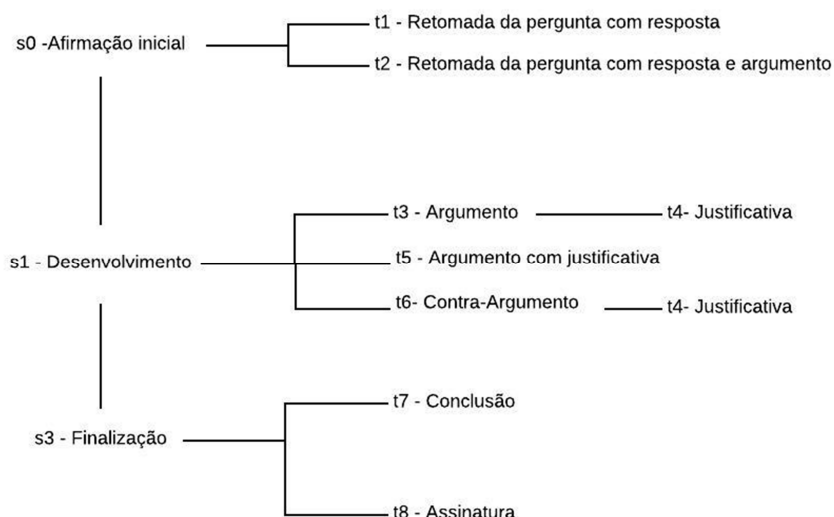 s0 -Afirmação inicial
t1 - Retomada da pergunta com resposta
t2 - Retomada da pergunta com resposta e argumento
s1 - Desenvolvimento
t3 - Argumento
t4- Justificativa
t5 - Argumento com justificativa
t6- Contra-Argumento
t4- Justificativa
s3 - Finalização
t7 - Conclusão
t8 - Assinatura